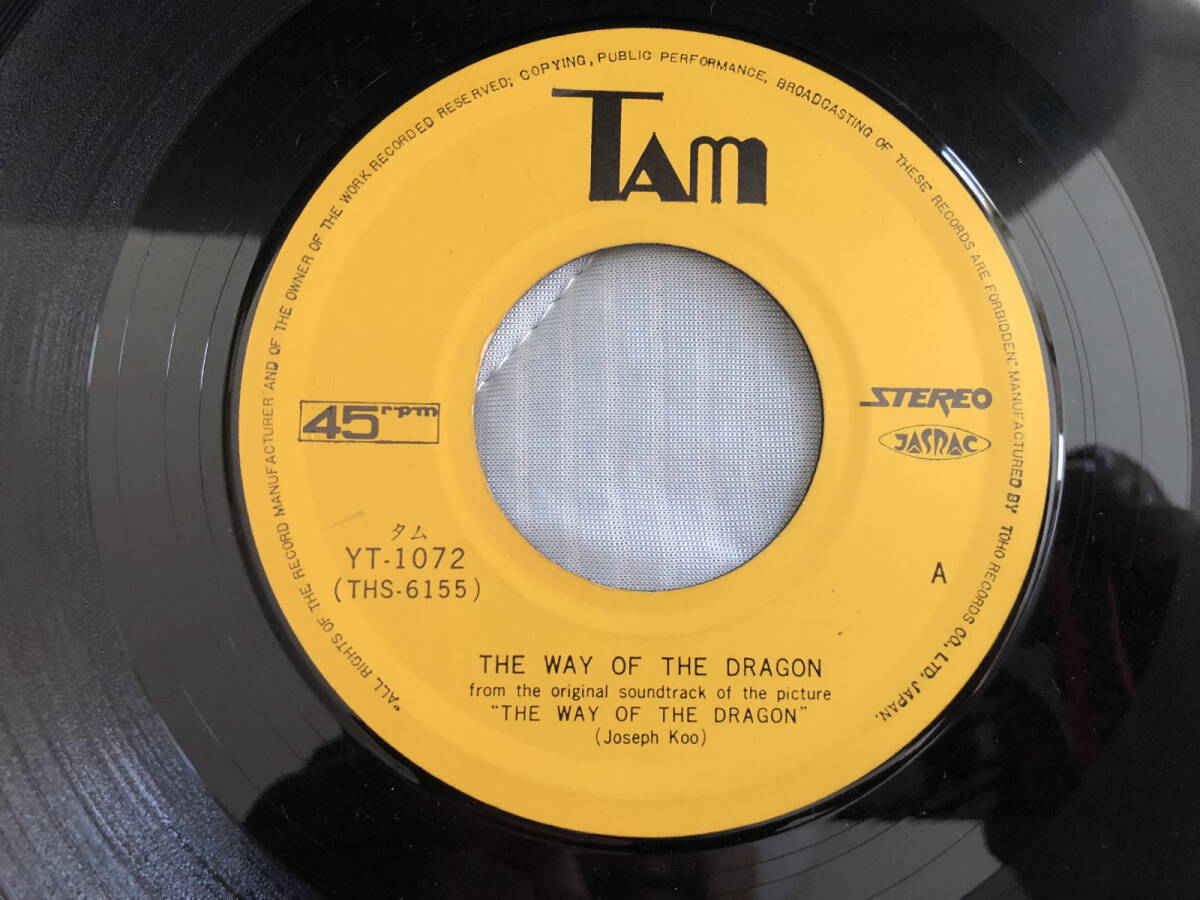 "ALL RIGHTS OF THE RECORD MANUFACTURER AND OF THE OWNER OF THE WORK RECORDED RESERVED; COPYING, PUBLIC PERFORMANCE, BROADCASTING OF THESE RECORDS ARE FORBIDDEN" MANUFACTURED BY TOHO RECORDS CO., LTD. JAPAN.
TAM
45 rpm
STEREO
JASRAC
タム
YT-1072
(THS-6155)
A
THE WAY OF THE DRAGON
from the original soundtrack of the picture
"THE WAY OF THE DRAGON"
(Joseph Koo)